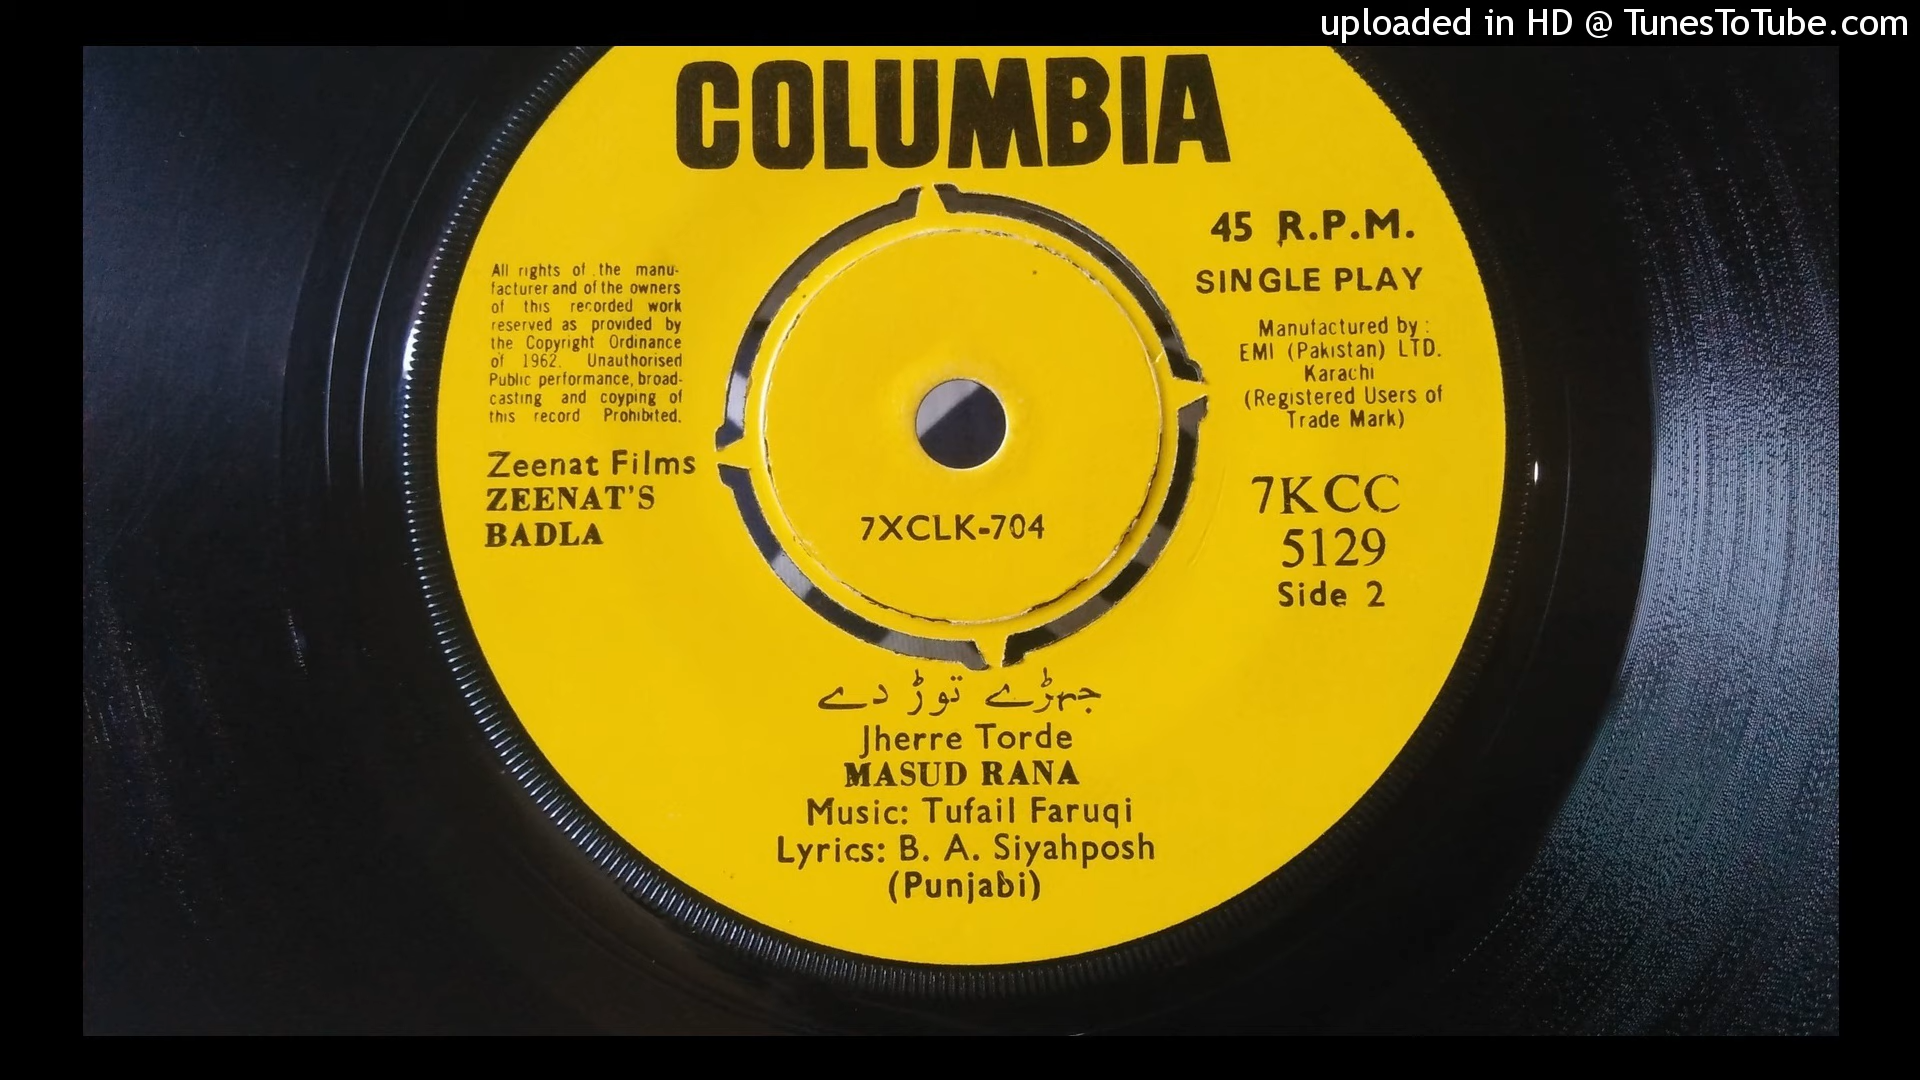 uploaded in HD @ TunesToTube.com
COLUMBIA
45 R.P.M.
SINGLE PLAY
All rights of the manu-
facturer and of the owners
of this recorded work
reserved as provided by
the Copyright Ordinance
of 1962. Unauthorised
Public performance, broad-
casting and coyping of
this record Prohibited.
Manufactured by :
EMI (Pakistan) LTD.
Karachi
(Registered Users of
Trade Mark)
Zeenat Films
ZEENAT'S
BADLA
7XCLK-704
7KCC
5129
Side 2
جہڑے توڑ دے
Jherre Torde
MASUD RANA
Music: Tufail Faruqi
Lyrics: B. A. Siyahposh
(Punjabi)